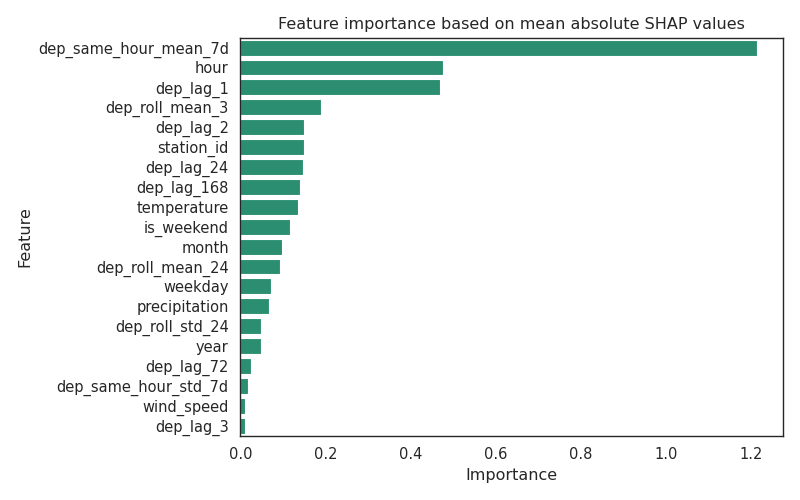 Feature importance based on mean absolute SHAP values
Feature
dep_same_hour_mean_7d
hour
dep_lag_1
dep_roll_mean_3
dep_lag_2
station_id
dep_lag_24
dep_lag_168
temperature
is_weekend
month
dep_roll_mean_24
weekday
precipitation
dep_roll_std_24
year
dep_lag_72
dep_same_hour_std_7d
wind_speed
dep_lag_3
0.0 0.2 0.4 0.6 0.8 1.0 1.2
Importance